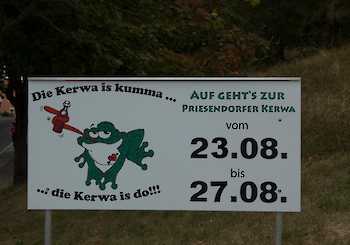 Die Kerwa is kumma ...
... die Kerwa is do!!!
AUF GEHT'S ZUR
PRIESENDORFER KERWA
vom
23.08.
bis
27.08.